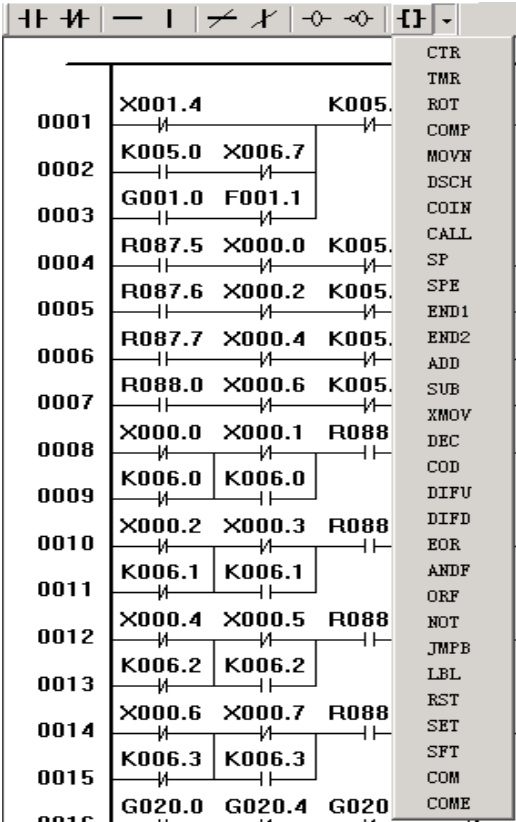 X001.4 K005.
0001
K005.0 X006.7
0002
G001.0 F001.1
0003
R087.5 X000.0 K005.
0004
R087.6 X000.2 K005.
0005
R087.7 X000.4 K005.
0006
R088.0 X000.6 K005.
0007
X000.0 X000.1 R088
0008
K006.0 K006.0
0009
X000.2 X000.3 R088
0010
K006.1 K006.1
0011
X000.4 X000.5 R088
0012
K006.2 K006.2
0013
X000.6 X000.7 R088
0014
K006.3 K006.3
0015
G020.0 G020.4 G020
0016
CTR
TMR
ROT
COMP
MOVN
DSCH
COIN
CALL
SP
SPE
END1
END2
ADD
SUB
XMOV
DEC
COD
DIFU
DIFD
EOR
ANDF
ORF
NOT
JMPB
LBL
RST
SET
SFT
COM
COME